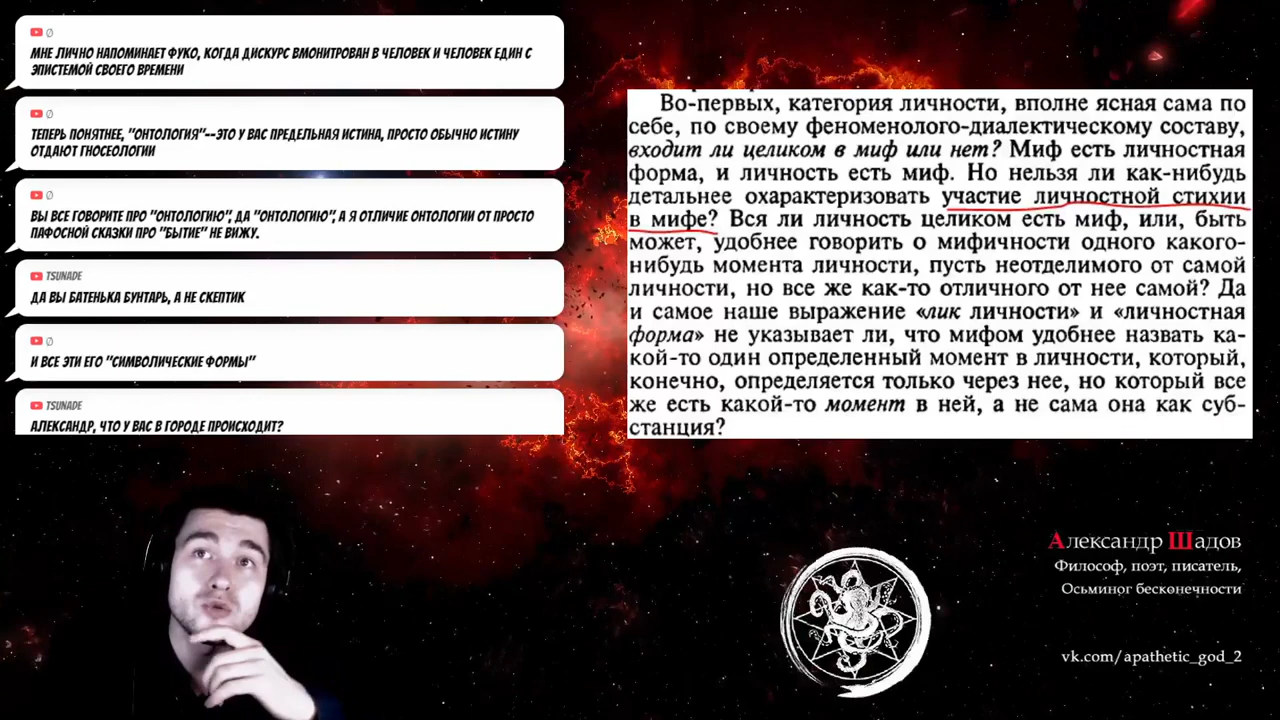 Ø
МНЕ ЛИЧНО НАПОМИНАЕТ ФУКО, КОГДА ДИСКУРС ВМОНИТРОВАН В ЧЕЛОВЕК И ЧЕЛОВЕК ЕДИН С
ЭПИСТЕМОЙ СВОЕГО ВРЕМЕНИ
Ø
ТЕПЕРЬ ПОНЯТНЕЕ, "ОНТОЛОГИЯ"--ЭТО У ВАС ПРЕДЕЛЬНАЯ ИСТИНА, ПРОСТО ОБЫЧНО ИСТИНУ
ОТДАЮТ ГНОСЕОЛОГИИ
Ø
ВЫ ВСЕ ГОВОРИТЕ ПРО "ОНТОЛОГИЮ", ДА "ОНТОЛОГИЮ", А Я ОТЛИЧИЕ ОНТОЛОГИИ ОТ ПРОСТО
ПАФОСНОЙ СКАЗКИ ПРО "БЫТИЕ" НЕ ВИЖУ.
TSUNADE
ДА ВЫ БАТЕНЬКА БУНТАРЬ, А НЕ СКЕПТИК
Ø
И ВСЕ ЭТИ ЕГО "СИМВОЛИЧЕСКИЕ ФОРМЫ"
TSUNADE
АЛЕКСАНДР, ЧТО У ВАС В ГОРОДЕ ПРОИСХОДИТ?
Во-первых, категория личности, вполне ясная сама по
себе, по своему феноменолого-диалектическому составу,
входит ли целиком в миф или нет? Миф есть личностная
форма, и личность есть миф. Но нельзя ли как-нибудь
детальнее охарактеризовать участие личностной стихии
в мифе? Вся ли личность целиком есть миф, или, быть
может, удобнее говорить о мифичности одного какого-
нибудь момента личности, пусть неотделимого от самой
личности, но все же как-то отличного от нее самой? Да
и самое наше выражение «лик личности» и «личностная
форма» не указывает ли, что мифом удобнее назвать ка-
кой-то один определенный момент в личности, который,
конечно, определяется только через нее, но который все
же есть какой-то момент в ней, а не сама она как суб-
станция?
Александр Шадов
Философ, поэт, писатель,
Осьминог бесконечности
vk.com/apathetic_god_2